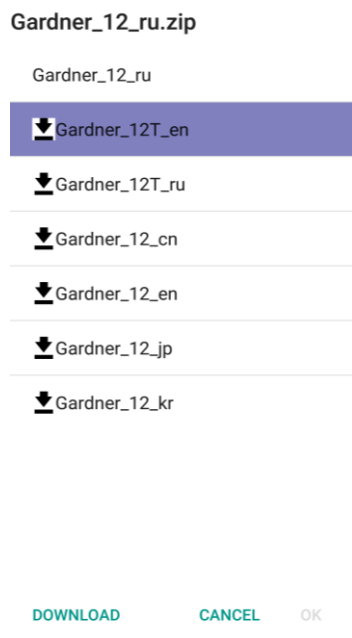 Gardner_12_ru.zip
Gardner_12_ru
Gardner_12T_en
Gardner_12T_ru
Gardner_12_cn
Gardner_12_en
Gardner_12_jp
Gardner_12_kr
DOWNLOAD CANCEL OK